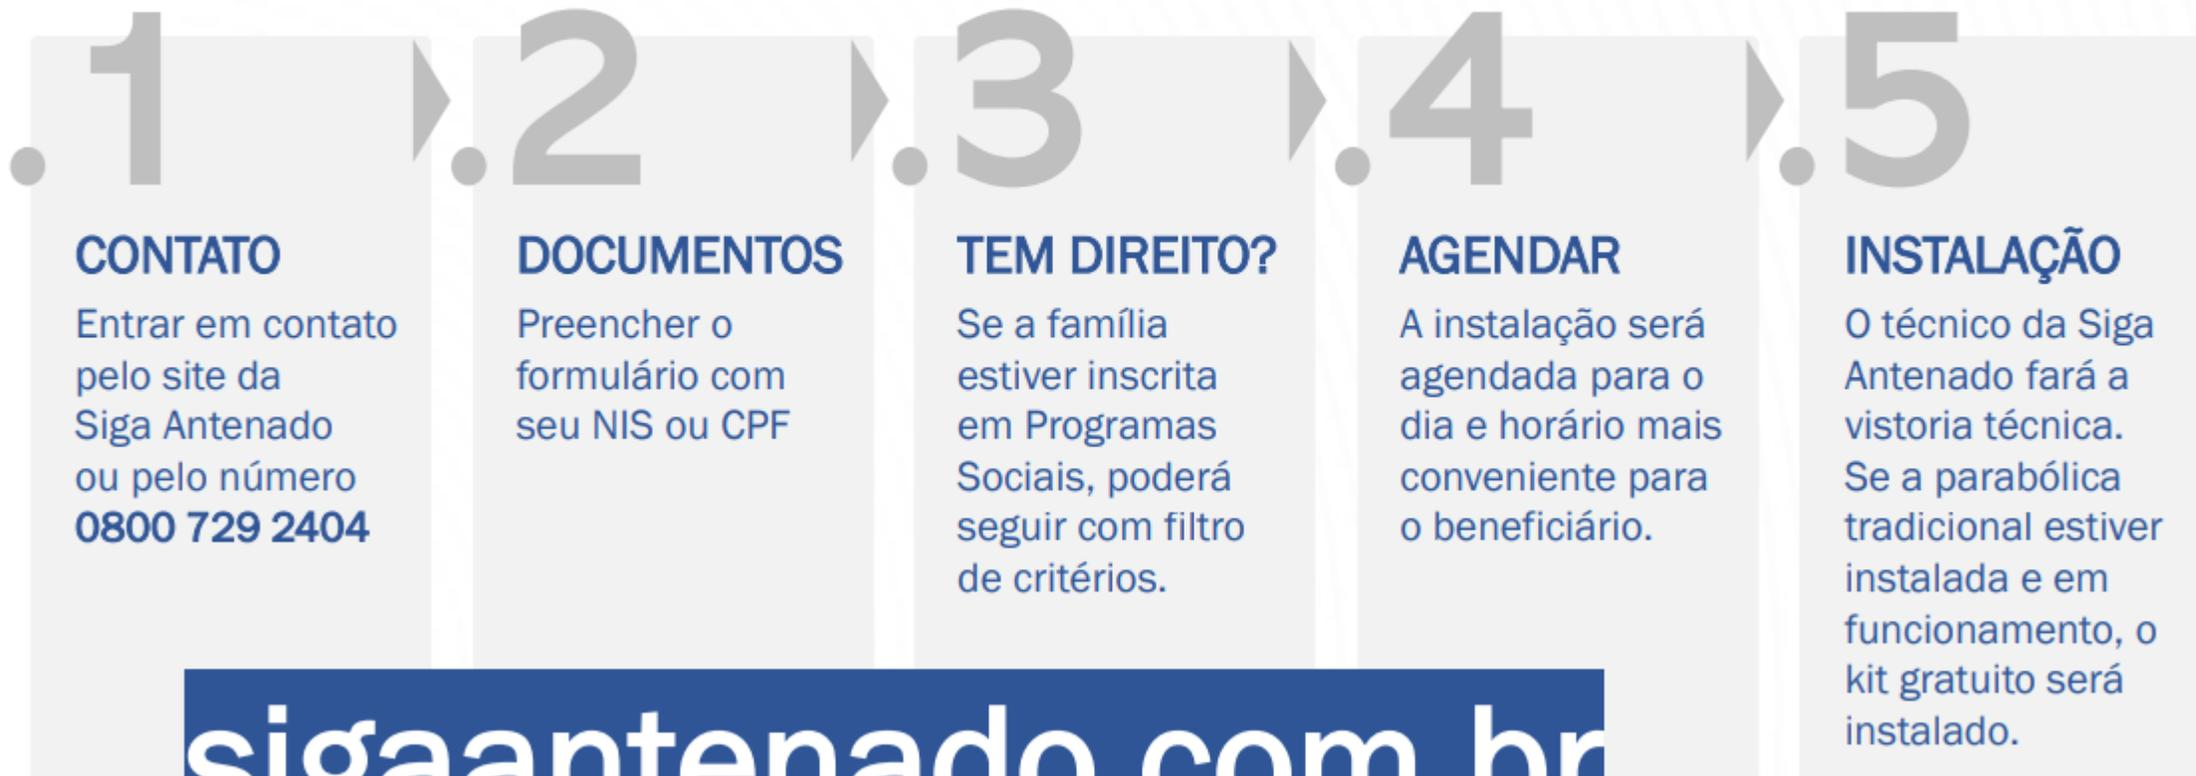 .1
CONTATO
Entrar em contato
pelo site da
Siga Antenado
ou pelo número
0800 729 2404
.2
DOCUMENTOS
Preencher o
formulário com
seu NIS ou CPF
.3
TEM DIREITO?
Se a família
estiver inscrita
em Programas
Sociais, poderá
seguir com filtro
de critérios.
.4
AGENDAR
A instalação será
agendada para o
dia e horário mais
conveniente para
o beneficiário.
.5
INSTALAÇÃO
O técnico da Siga
Antenado fará a
vistoria técnica.
Se a parabólica
tradicional estiver
instalada e em
funcionamento, o
kit gratuito será
instalado.
sigaantenado.com.br